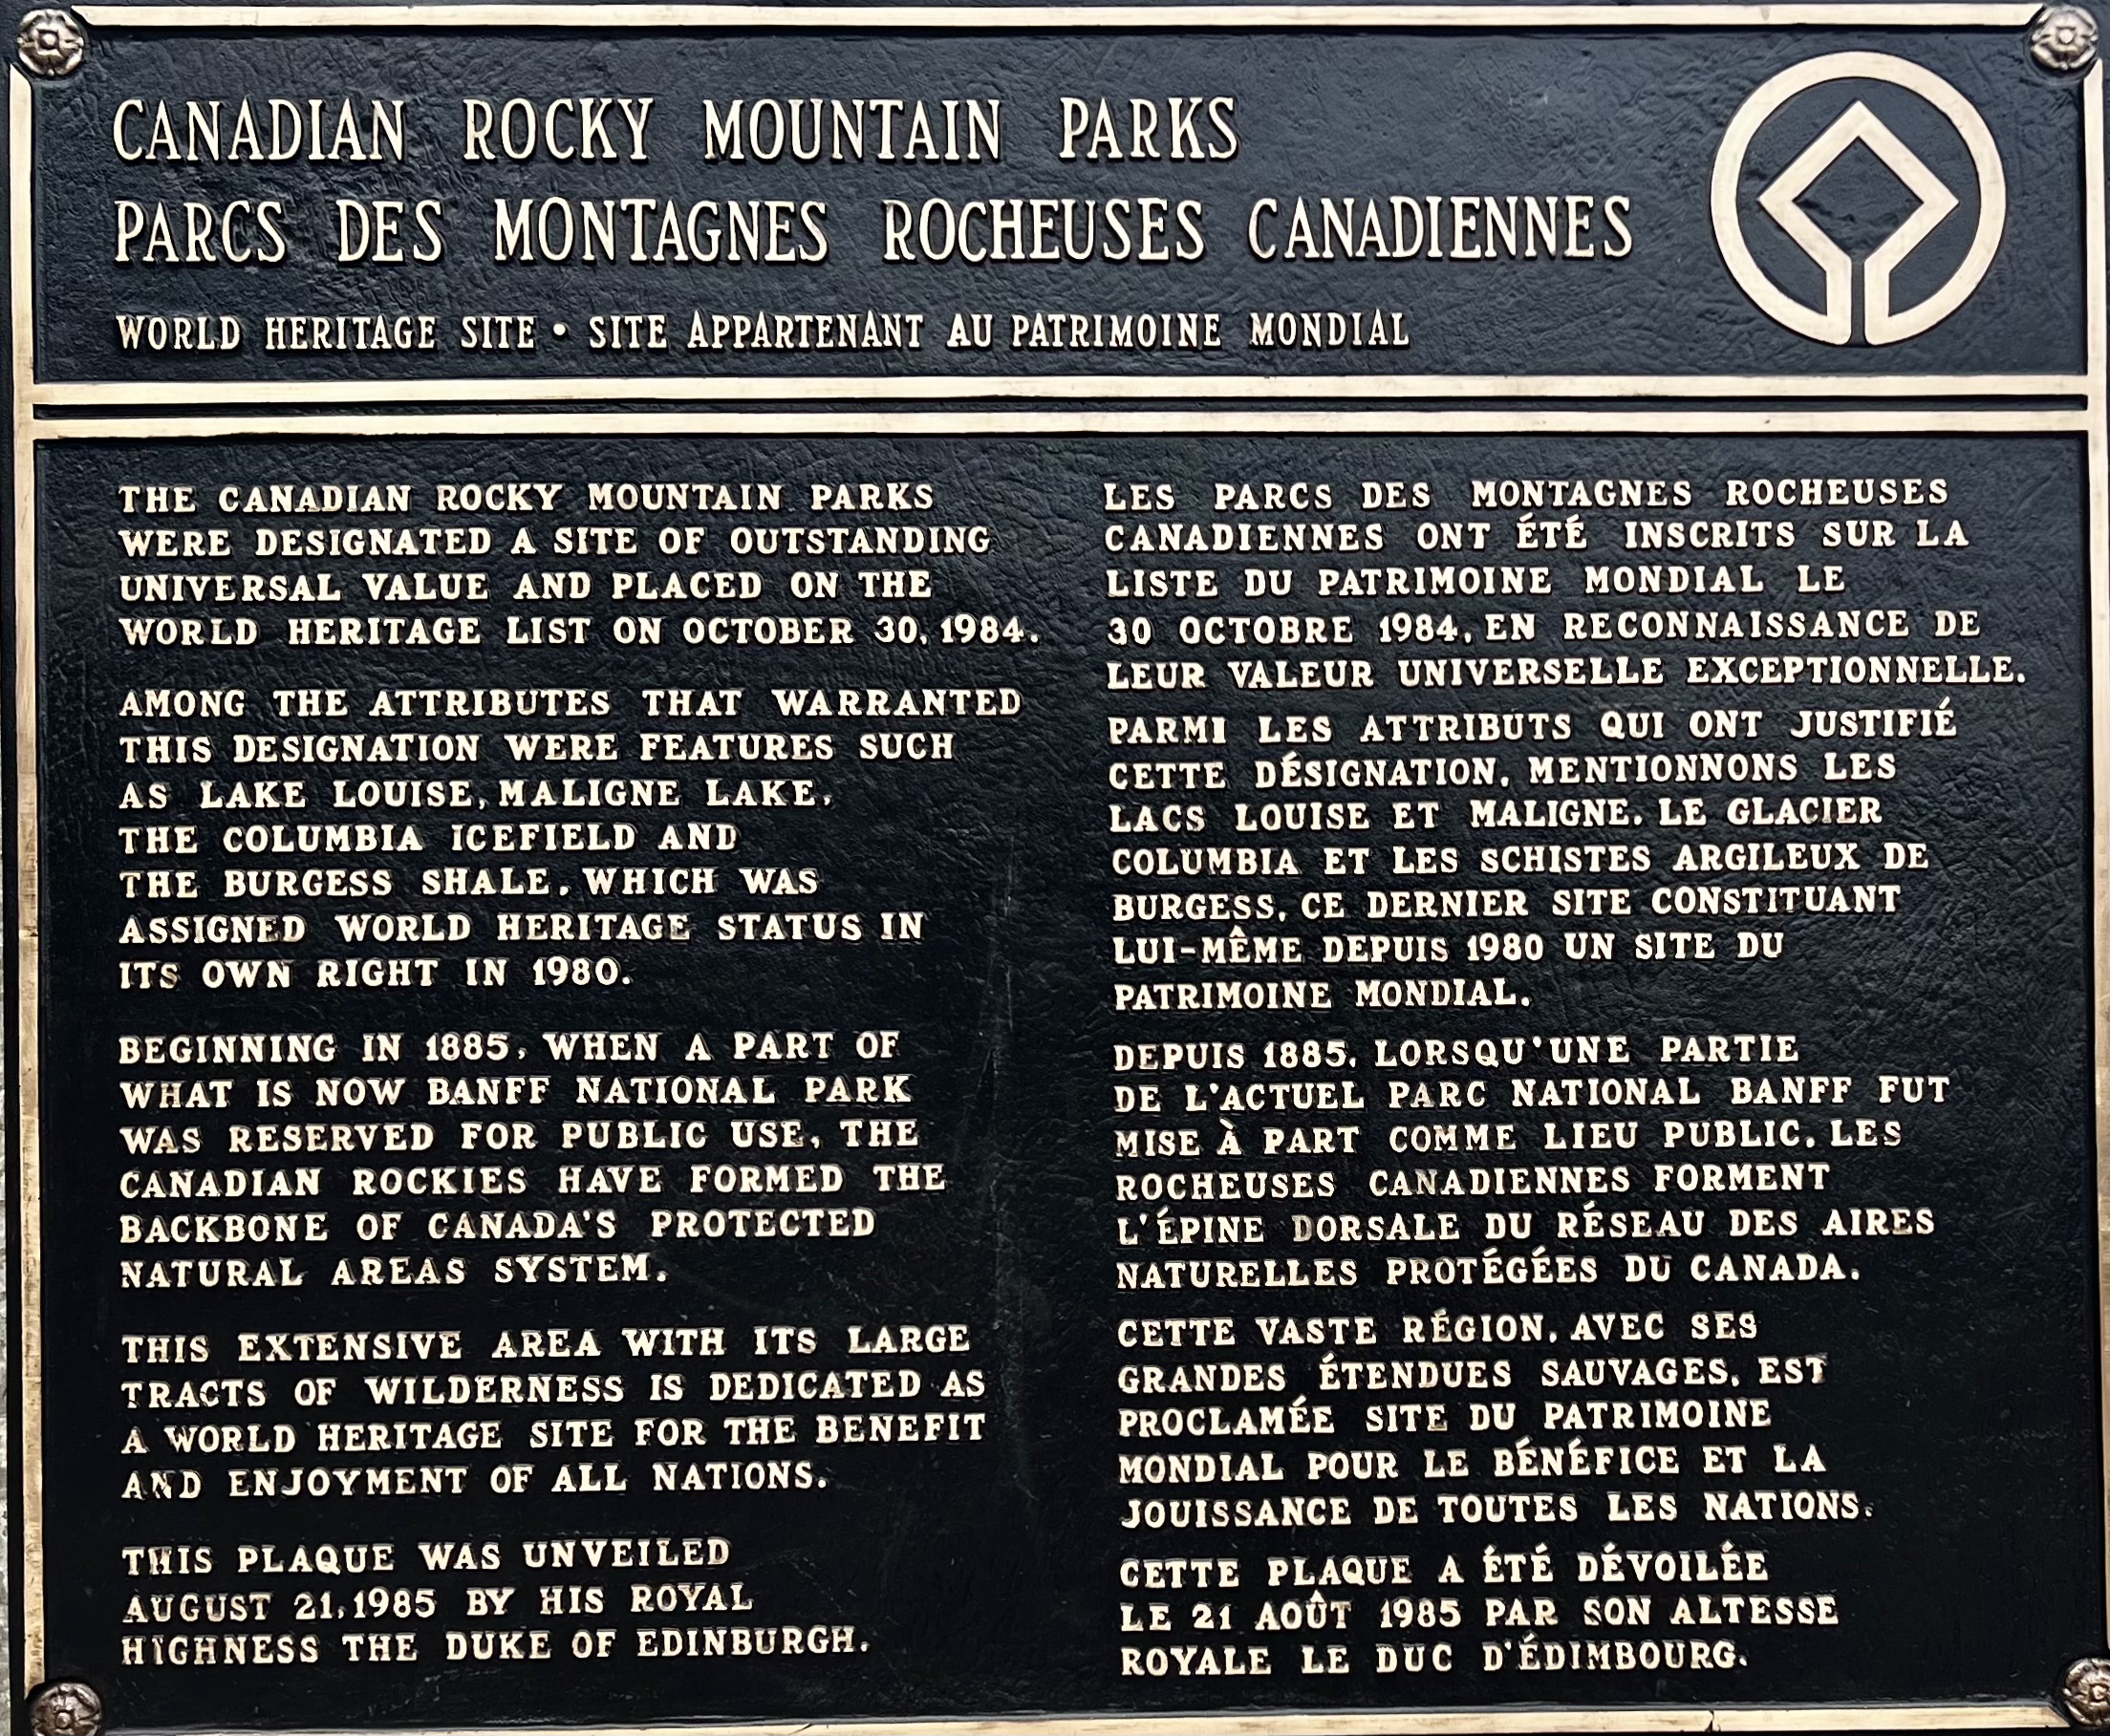 CANADIAN ROCKY MOUNTAIN PARKS
PARCS DES MONTAGNES ROCHEUSES CANADIENNES
WORLD HERITAGE SITE • SITE APPARTENANT AU PATRIMOINE MONDIAL
THE CANADIAN ROCKY MOUNTAIN PARKS
WERE DESIGNATED A SITE OF OUTSTANDING
UNIVERSAL VALUE AND PLACED ON THE
WORLD HERITAGE LIST ON OCTOBER 30, 1984.
AMONG THE ATTRIBUTES THAT WARRANTED
THIS DESIGNATION WERE FEATURES SUCH
AS LAKE LOUISE, MALIGNE LAKE,
THE COLUMBIA ICEFIELD AND
THE BURGESS SHALE, WHICH WAS
ASSIGNED WORLD HERITAGE STATUS IN
ITS OWN RIGHT IN 1980.
BEGINNING IN 1885, WHEN A PART OF
WHAT IS NOW BANFF NATIONAL PARK
WAS RESERVED FOR PUBLIC USE, THE
CANADIAN ROCKIES HAVE FORMED THE
BACKBONE OF CANADA'S PROTECTED
NATURAL AREAS SYSTEM.
THIS EXTENSIVE AREA WITH ITS LARGE
TRACTS OF WILDERNESS IS DEDICATED AS
A WORLD HERITAGE SITE FOR THE BENEFIT
AND ENJOYMENT OF ALL NATIONS.
THIS PLAQUE WAS UNVEILED
AUGUST 21, 1985 BY HIS ROYAL
HIGHNESS THE DUKE OF EDINBURGH.
LES PARCS DES MONTAGNES ROCHEUSES
CANADIENNES ONT ÉTÉ INSCRITS SUR LA
LISTE DU PATRIMOINE MONDIAL LE
30 OCTOBRE 1984, EN RECONNAISSANCE DE
LEUR VALEUR UNIVERSELLE EXCEPTIONNELLE.
PARMI LES ATTRIBUTS QUI ONT JUSTIFIÉ
CETTE DÉSIGNATION, MENTIONNONS LES
LACS LOUISE ET MALIGNE, LE GLACIER
COLUMBIA ET LES SCHISTES ARGILEUX DE
BURGESS, CE DERNIER SITE CONSTITUANT
LUI-MÊME DEPUIS 1980 UN SITE DU
PATRIMOINE MONDIAL.
DEPUIS 1885, LORSQU'UNE PARTIE
DE L'ACTUEL PARC NATIONAL BANFF FUT
MISE À PART COMME LIEU PUBLIC, LES
ROCHEUSES CANADIENNES FORMENT
L'ÉPINE DORSALE DU RÉSEAU DES AIRES
NATURELLES PROTÉGÉES DU CANADA.
CETTE VASTE RÉGION, AVEC SES
GRANDES ÉTENDUES SAUVAGES, EST
PROCLAMÉE SITE DU PATRIMOINE
MONDIAL POUR LE BÉNÉFICE ET LA
JOUISSANCE DE TOUTES LES NATIONS.
CETTE PLAQUE A ÉTÉ DÉVOILÉE
LE 21 AOÛT 1985 PAR SON ALTESSE
ROYALE LE DUC D'ÉDIMBOURG.